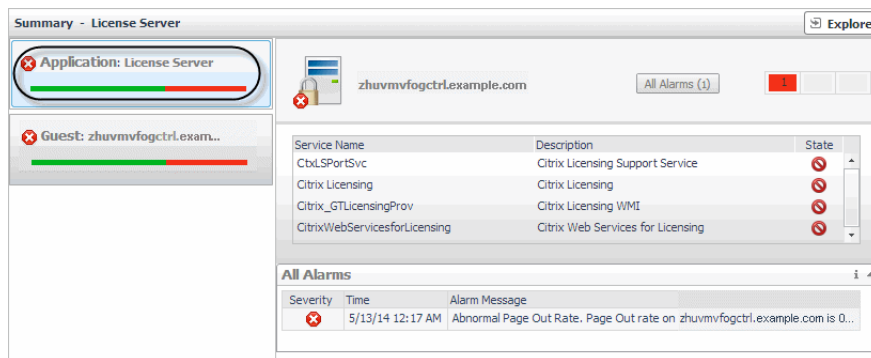 Summary - License Server
Explore
Application: License Server
Guest: zhuvmvfogctrl.exam...
zhuvmvfogctrl.example.com
All Alarms (1)
1
Service Name Description State
CtxLSPortSvc Citrix Licensing Support Service
Citrix Licensing Citrix Licensing
Citrix_GTLicensingProv Citrix Licensing WMI
CitrixWebServicesforLicensing Citrix Web Services for Licensing
All Alarms
Severity Time Alarm Message
5/13/14 12:17 AM Abnormal Page Out Rate. Page Out rate on zhuvmvfogctrl.example.com is 0...